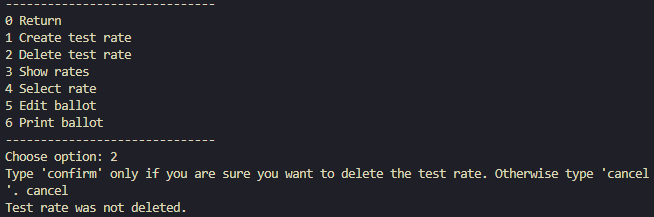 ------------------------------
0 Return
1 Create test rate
2 Delete test rate
3 Show rates
4 Select rate
5 Edit ballot
6 Print ballot
------------------------------
Choose option: 2
Type 'confirm' only if you are sure you want to delete the test rate. Otherwise type 'cancel
'. cancel
Test rate was not deleted.